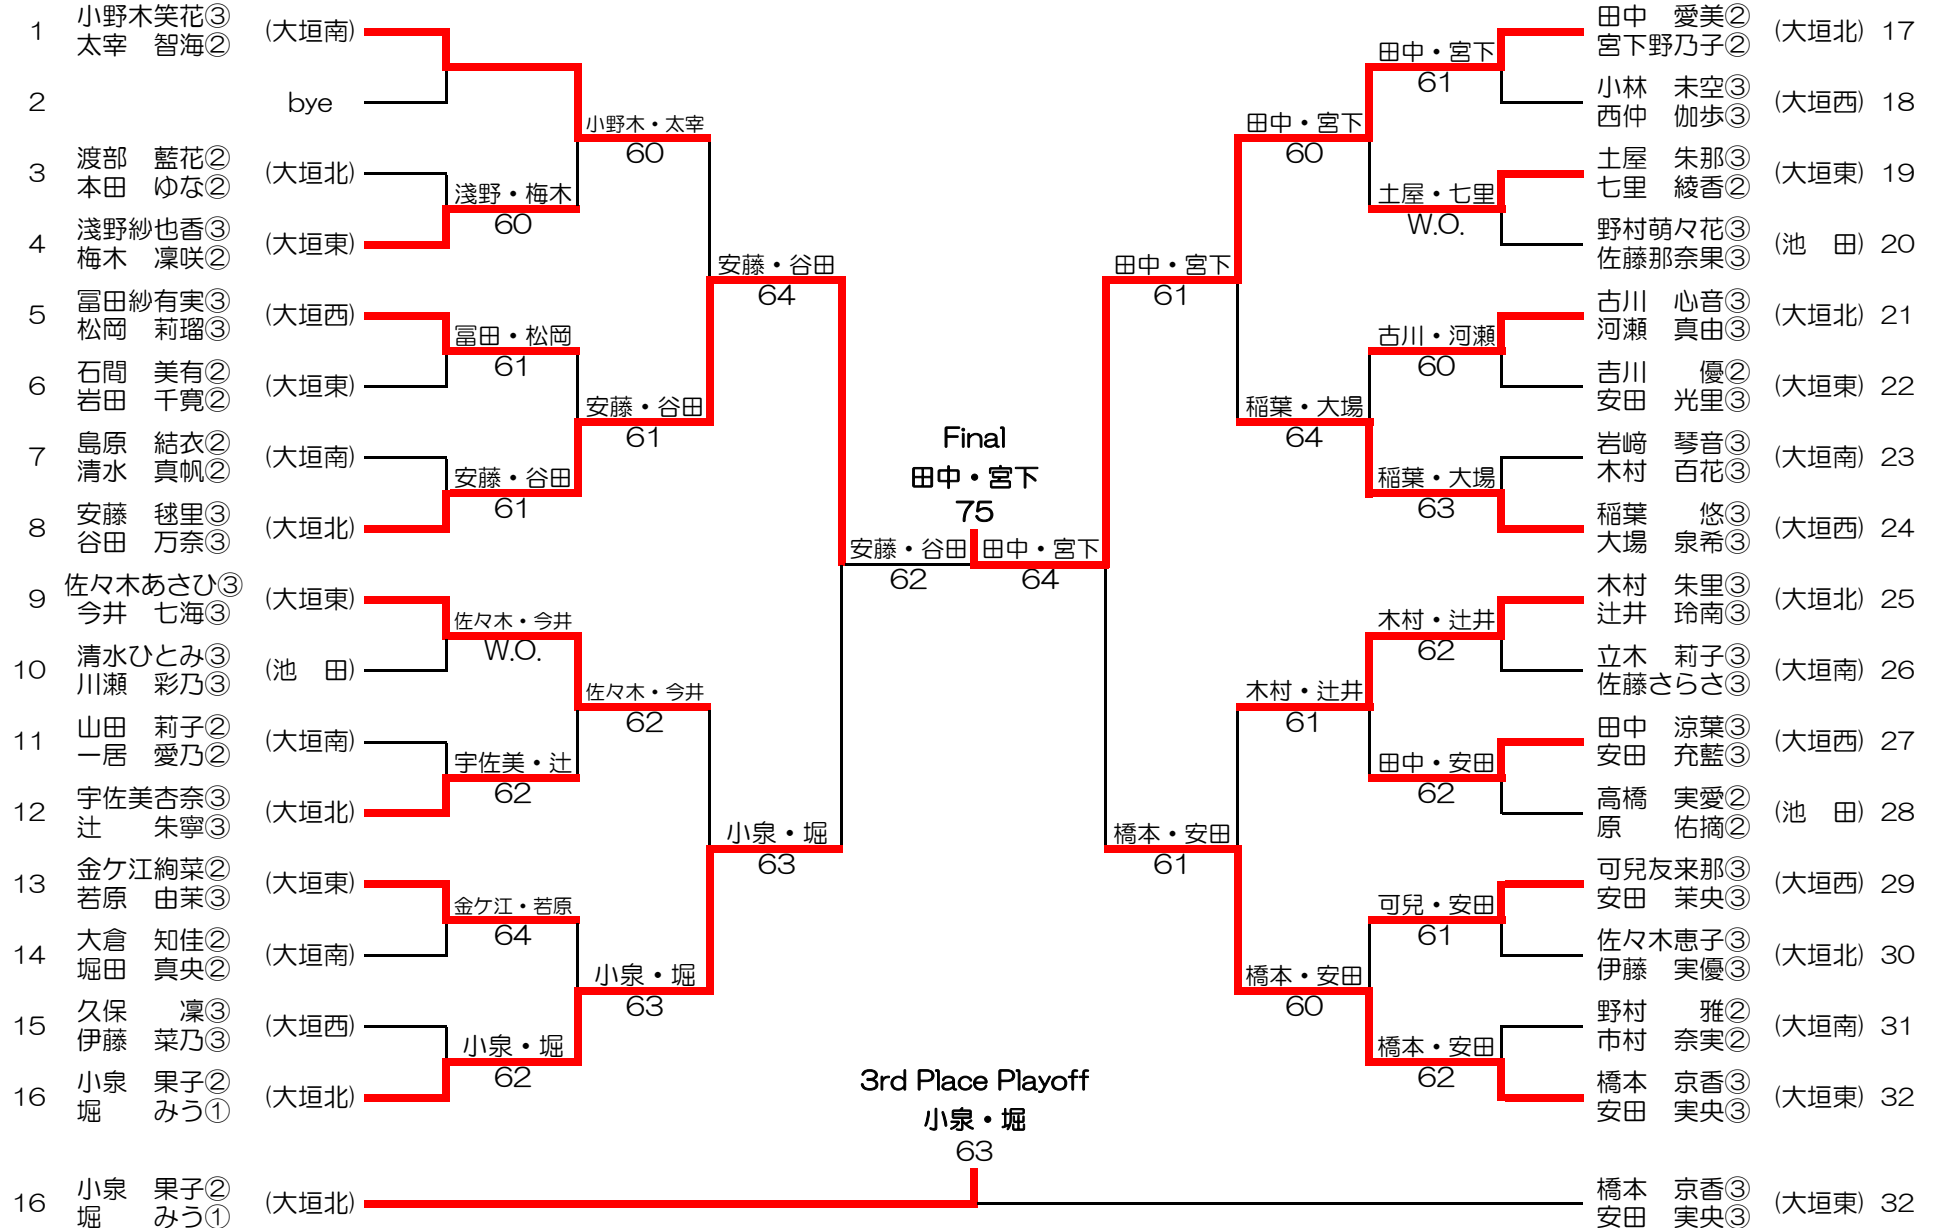 1 小野木笑花③ (大垣南)
太宰 智海②
2 bye
3 渡部 藍花② (大垣北)
本田 ゆな②
4 淺野紗也香③ (大垣東)
梅木 凜咲②
5 冨田紗有実③ (大垣西)
松岡 莉瑠③
6 石間 美有② (大垣東)
岩田 千寛②
7 島原 結衣② (大垣南)
清水 真帆②
8 安藤 毬里③ (大垣北)
谷田 万奈③
9 佐々木あさひ③ (大垣東)
今井 七海③
10 清水ひとみ③ (池 田)
川瀬 彩乃③
11 山田 莉子② (大垣南)
一居 愛乃②
12 宇佐美杏奈③ (大垣北)
辻 朱寧③
13 金ケ江絢菜② (大垣東)
若原 由茉③
14 大倉 知佳② (大垣南)
堀田 真央②
15 久保 凜③ (大垣西)
伊藤 菜乃③
16 小泉 果子② (大垣北)
堀 みう①
淺野・梅木
60
冨田・松岡
61
安藤・谷田
61
佐々木・今井
W.O.
宇佐美・辻
62
金ケ江・若原
64
小泉・堀
62
小野木・太宰
60
安藤・谷田
61
佐々木・今井
62
小泉・堀
63
安藤・谷田
64
小泉・堀
63
安藤・谷田
62
Final
田中・宮下
75
田中・宮下
64
田中・宮下
61
橋本・安田
61
田中・宮下
60
稲葉・大場
64
木村・辻井
61
橋本・安田
60
田中・宮下
61
土屋・七里
W.O.
古川・河瀬
60
稲葉・大場
63
木村・辻井
62
田中・安田
62
可兒・安田
61
橋本・安田
62
田中 愛美② (大垣北) 17
宮下野乃子②
小林 未空③ (大垣西) 18
西仲 伽歩③
土屋 朱那③ (大垣東) 19
七里 綾香②
野村萌々花③ (池 田) 20
佐藤那奈果③
古川 心音③ (大垣北) 21
河瀬 真由③
吉川 優② (大垣東) 22
安田 光里③
岩﨑 琴音③ (大垣南) 23
木村 百花③
稲葉 悠③ (大垣西) 24
大場 泉希③
木村 朱里③ (大垣北) 25
辻井 玲南③
立木 莉子③ (大垣南) 26
佐藤さらさ③
田中 涼葉③ (大垣西) 27
安田 充藍③
高橋 実愛② (池 田) 28
原 佑摘②
可兒友来那③ (大垣西) 29
安田 茉央③
佐々木恵子③ (大垣北) 30
伊藤 実優③
野村 雅② (大垣南) 31
市村 奈実②
橋本 京香③ (大垣東) 32
安田 実央③
3rd Place Playoff
小泉・堀
63
16 小泉 果子② (大垣北)
堀 みう①
橋本 京香③ (大垣東) 32
安田 実央③